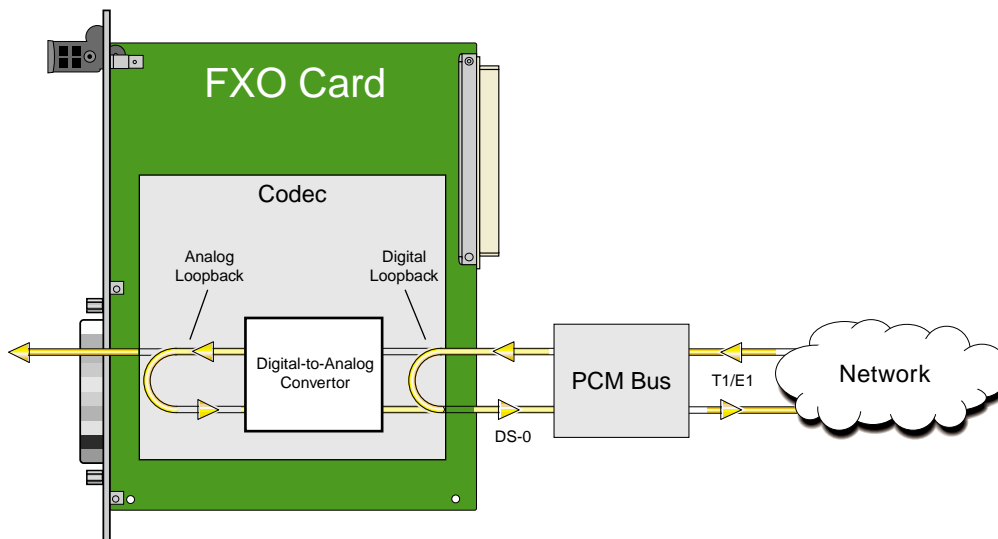 FXO Card
Codec
Analog
Loopback
Digital
Loopback
Digital-to-Analog
Convertor
PCM Bus
T1/E1
Network
DS-0